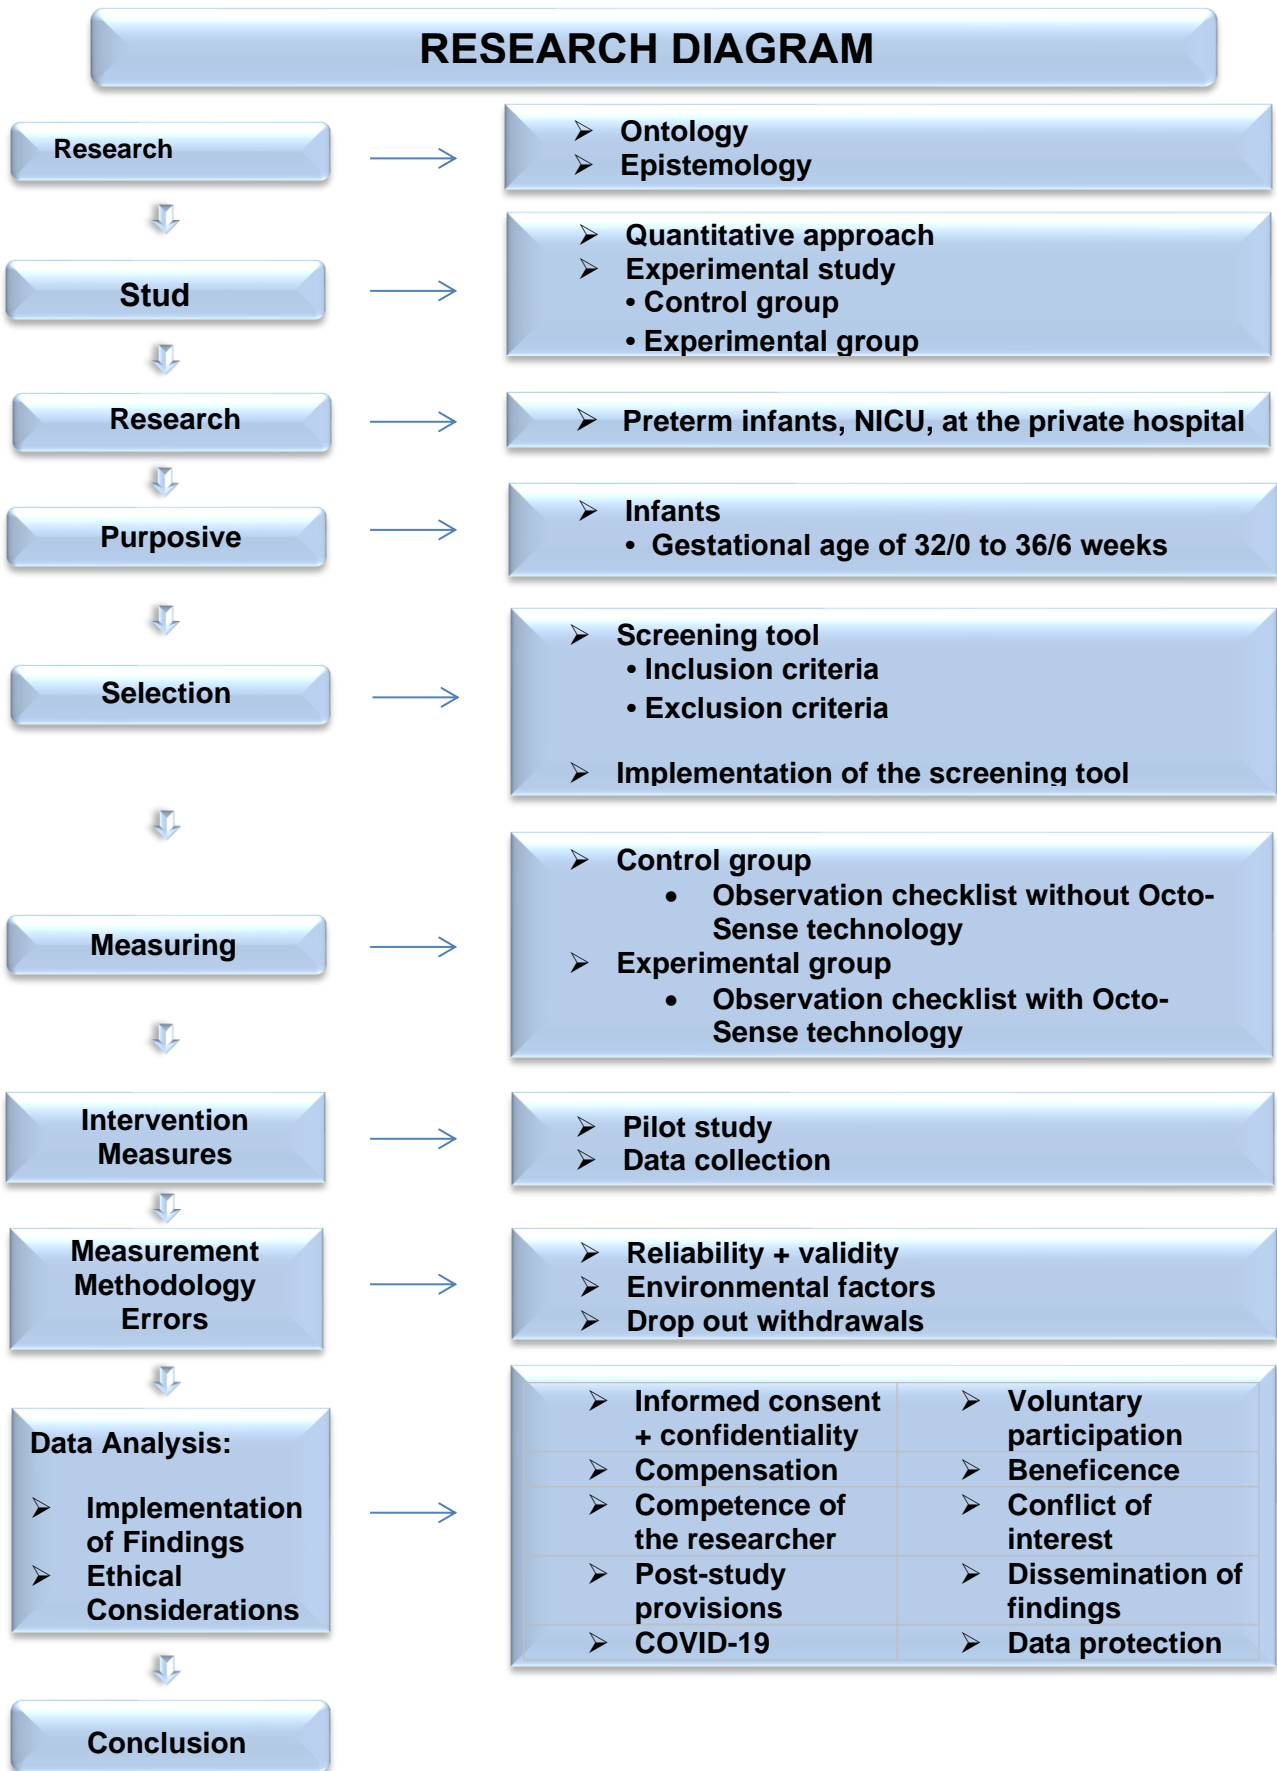 RESEARCH DIAGRAM
Research
➢ Ontology
➢ Epistemology
Stud
➢ Quantitative approach
➢ Experimental study
• Control group
• Experimental group
Research
➢ Preterm infants, NICU, at the private hospital
Purposive
➢ Infants
• Gestational age of 32/0 to 36/6 weeks
Selection
➢ Screening tool
• Inclusion criteria
• Exclusion criteria
➢ Implementation of the screening tool
Measuring
➢ Control group
• Observation checklist without Octo-
Sense technology
➢ Experimental group
• Observation checklist with Octo-
Sense technology
Intervention
Measures
➢ Pilot study
➢ Data collection
Measurement
Methodology
Errors
➢ Reliability + validity
➢ Environmental factors
➢ Drop out withdrawals
Data Analysis:
➢ Implementation
of Findings
➢ Ethical
Considerations
➢ Informed consent
+ confidentiality
➢ Voluntary
participation
➢ Compensation
➢ Beneficence
➢ Competence of
the researcher
➢ Conflict of
interest
➢ Post-study
provisions
➢ Dissemination of
findings
➢ COVID-19
➢ Data protection
Conclusion